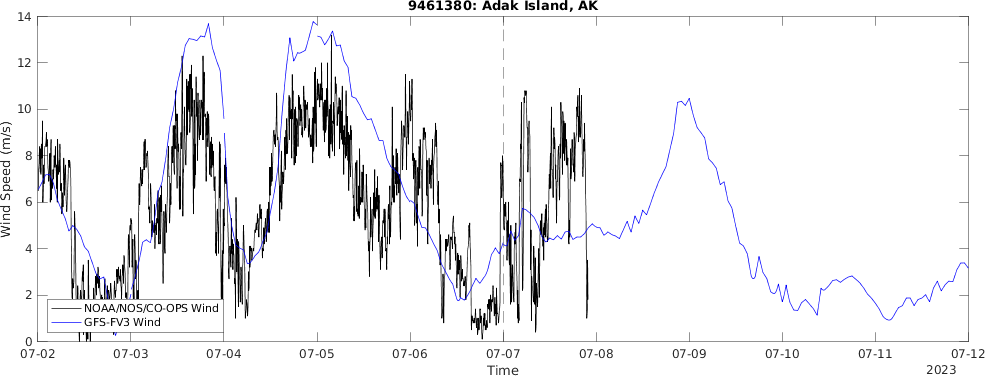 9461380: Adak Island, AK
Wind Speed (m/s)
14
12
10
8
6
4
2
0
NOAA/NOS/CO-OPS Wind
GFS-FV3 Wind
07-02 07-03 07-04 07-05 07-06 07-07 07-08 07-09 07-10 07-11 07-12
Time
2023